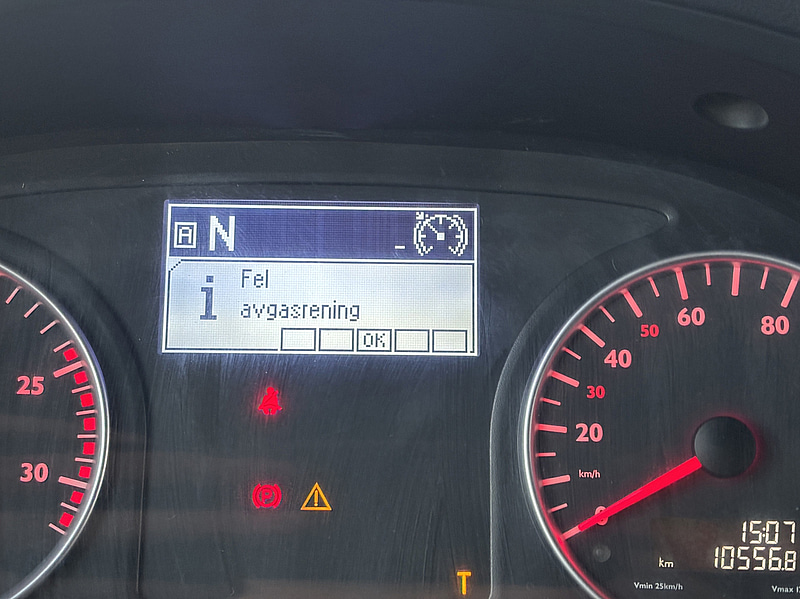 A N
Fel
avgasrening
OK
25
30
20
30
40
50
60
80
km/h
0
P
T
15:07
km 10556.8
Vmin 25km/h
Vmax